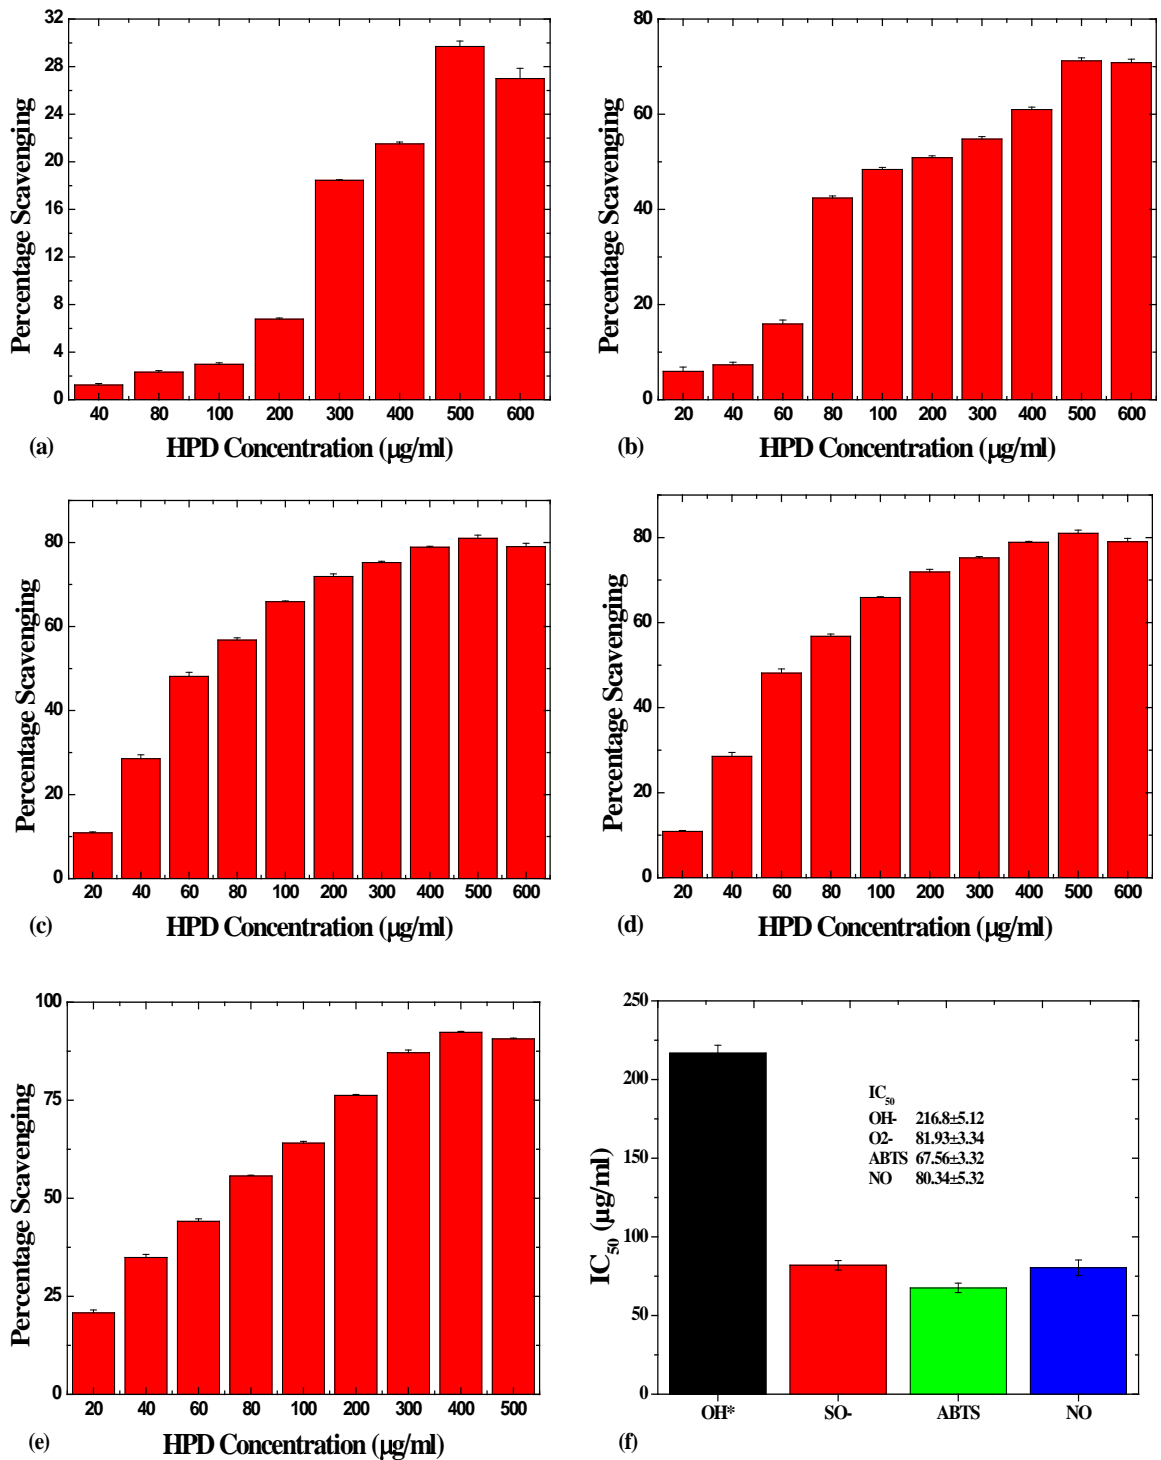 32
28
24
20
16
12
8
4
0
Percentage Scavenging
40 80 100 200 300 400 500 600
(a) HPD Concentration (μg/ml)
80
60
40
20
0
Percentage Scavenging
20 40 60 80 100 200 300 400 500 600
(b) HPD Concentration (μg/ml)
80
60
40
20
0
Percentage Scavenging
20 40 60 80 100 200 300 400 500 600
(c) HPD Concentration (μg/ml)
80
60
40
20
0
Percentage Scavenging
20 40 60 80 100 200 300 400 500 600
(d) HPD Concentration (μg/ml)
100
75
50
25
0
Percentage Scavenging
20 40 60 80 100 200 300 400 500
(e) HPD Concentration (μg/ml)
250
200
150
100
50
0
IC50 (μg/ml)
IC50
OH- 216.8±5.12
O2- 81.93±3.34
ABTS 67.56±3.32
NO 80.34±5.32
OH* SO- ABTS NO
(f)